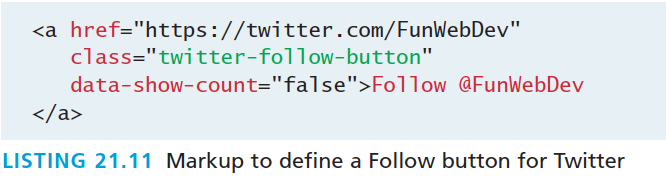 <a href="https://twitter.com/FunWebDev"
class="twitter-follow-button"
data-show-count="false">Follow @FunWebDev
</a>
LISTING 21.11 Markup to define a Follow button for Twitter